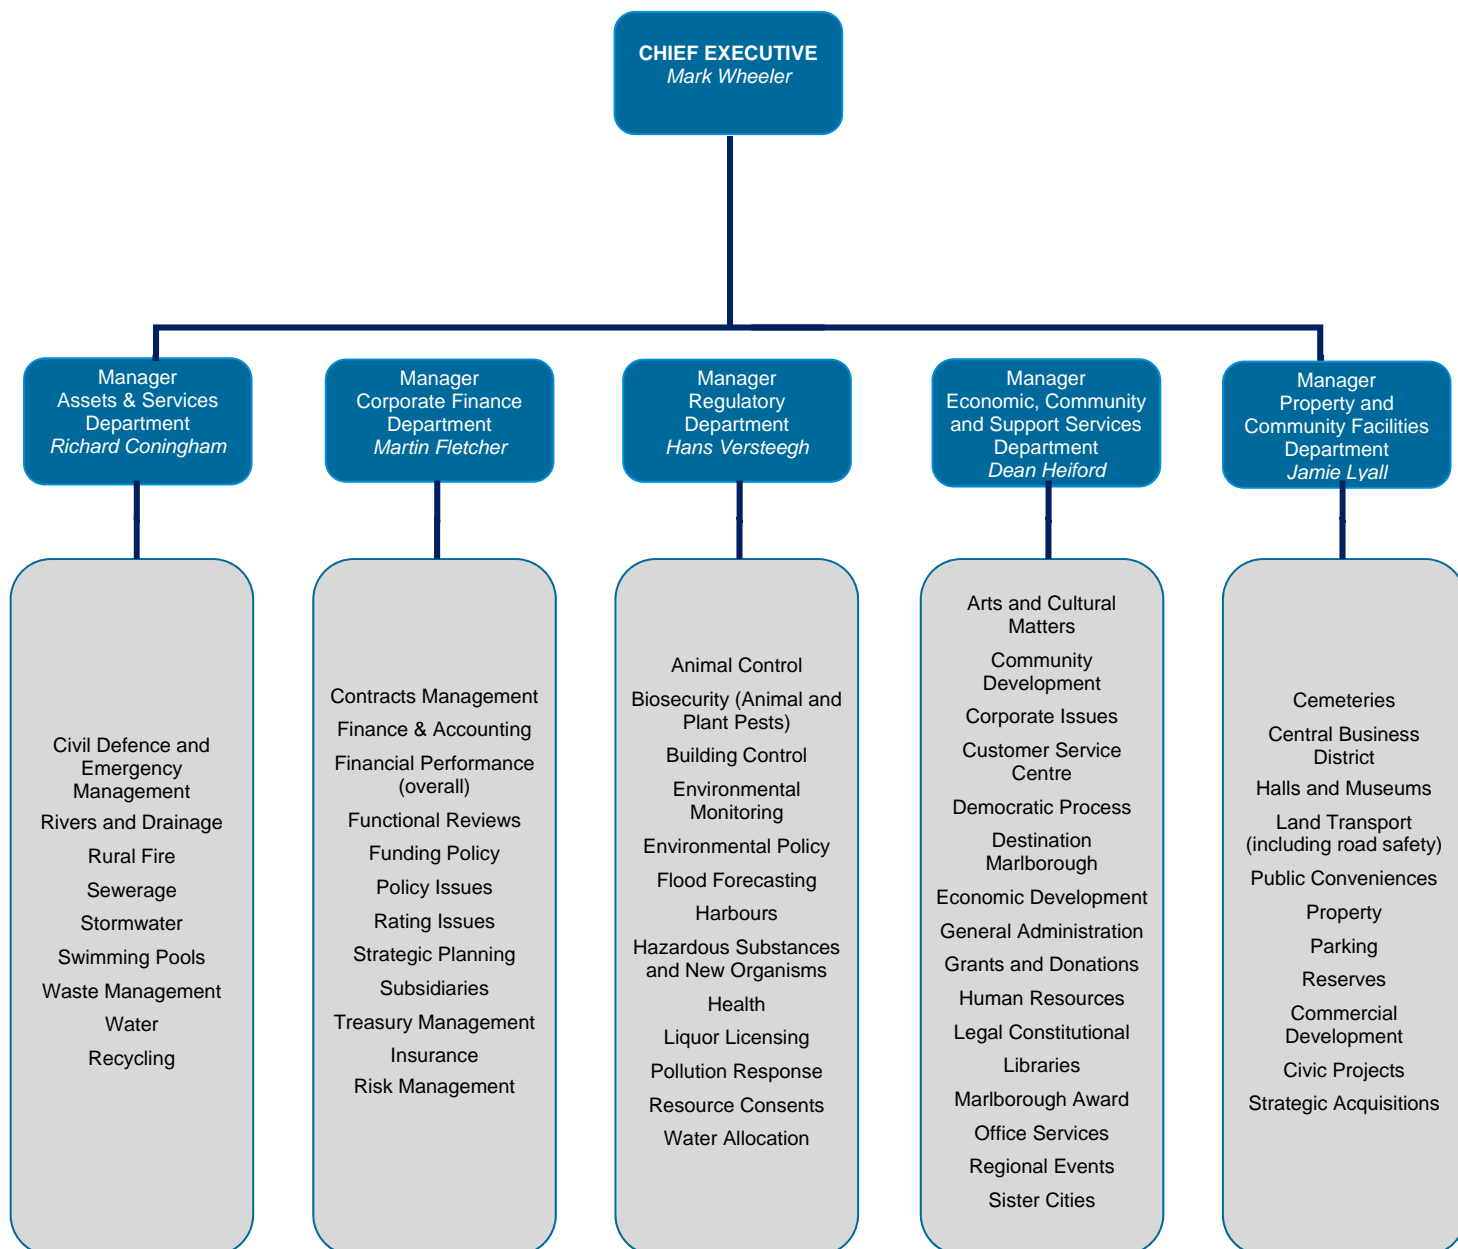 CHIEF EXECUTIVE
Mark Wheeler
Manager
Assets & Services
Department
Richard Coningham
Manager
Corporate Finance
Department
Martin Fletcher
Manager
Regulatory
Department
Hans Versteegh
Manager
Economic, Community
and Support Services
Department
Dean Heiford
Manager
Property and
Community Facilities
Department
Jamie Lyall
Civil Defence and
Emergency
Management
Rivers and Drainage
Rural Fire
Sewerage
Stormwater
Swimming Pools
Waste Management
Water
Recycling
Contracts Management
Finance & Accounting
Financial Performance
(overall)
Functional Reviews
Funding Policy
Policy Issues
Rating Issues
Strategic Planning
Subsidiaries
Treasury Management
Insurance
Risk Management
Animal Control
Biosecurity (Animal and
Plant Pests)
Building Control
Environmental
Monitoring
Environmental Policy
Flood Forecasting
Harbours
Hazardous Substances
and New Organisms
Health
Liquor Licensing
Pollution Response
Resource Consents
Water Allocation
Arts and Cultural
Matters
Community
Development
Corporate Issues
Customer Service
Centre
Democratic Process
Destination
Marlborough
Economic Development
General Administration
Grants and Donations
Human Resources
Legal Constitutional
Libraries
Marlborough Award
Office Services
Regional Events
Sister Cities
Cemeteries
Central Business
District
Halls and Museums
Land Transport
(including road safety)
Public Conveniences
Property
Parking
Reserves
Commercial
Development
Civic Projects
Strategic Acquisitions